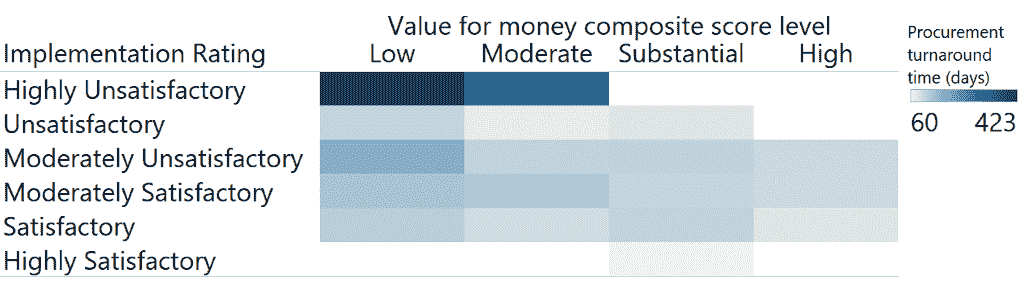 Value for money composite score level
Implementation Rating Low Moderate Substantial High
Highly Unsatisfactory
Unsatisfactory
Moderately Unsatisfactory
Moderately Satisfactory
Satisfactory
Highly Satisfactory
Procurement
turnaround
time (days)
60 423